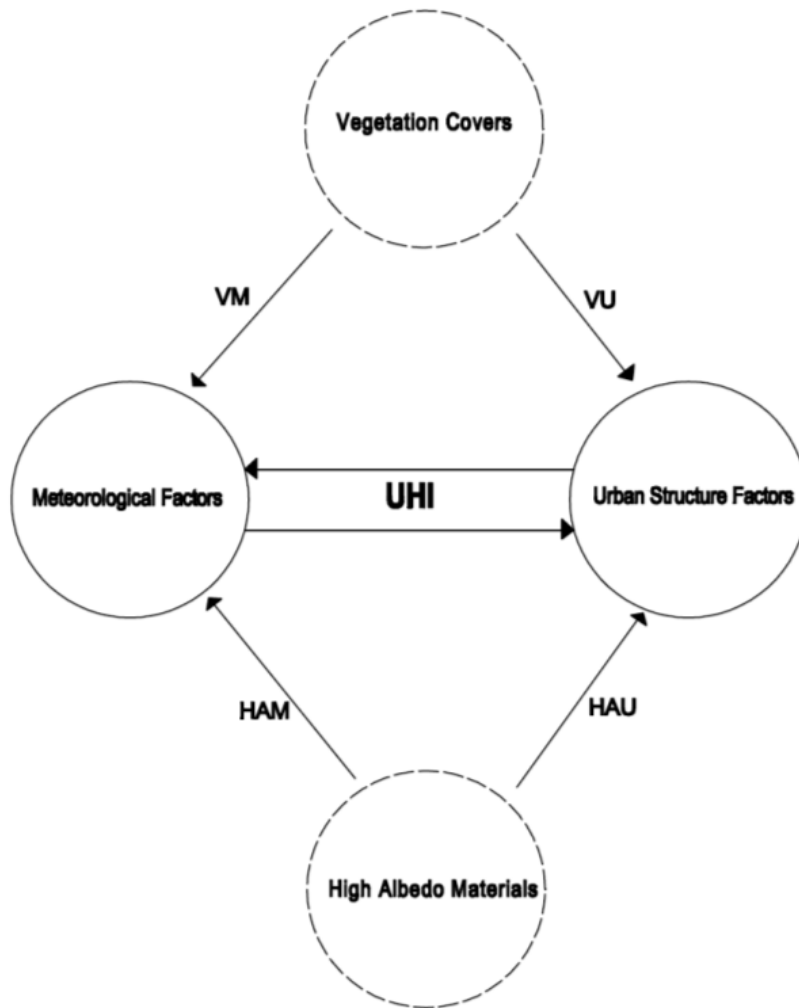 Vegetation Covers
VM
VU
Meteorological Factors
UHI
Urban Structure Factors
HAM
HAU
High Albedo Materials